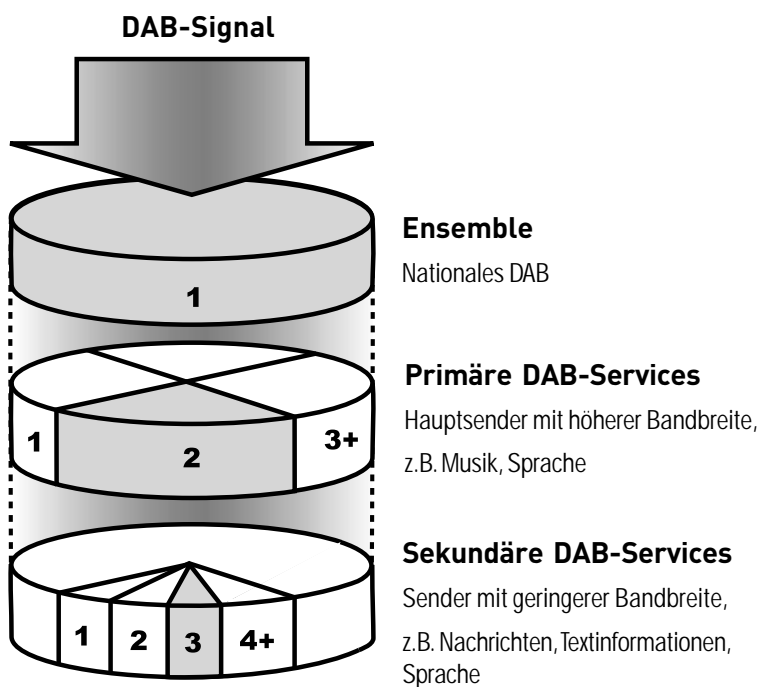 DAB-Signal
1
Ensemble
Nationales DAB
1
2
3+
Primäre DAB-Services
Hauptsender mit höherer Bandbreite,
z.B. Musik, Sprache
1
2
3
4+
Sekundäre DAB-Services
Sender mit geringerer Bandbreite,
z.B. Nachrichten, Textinformationen,
Sprache